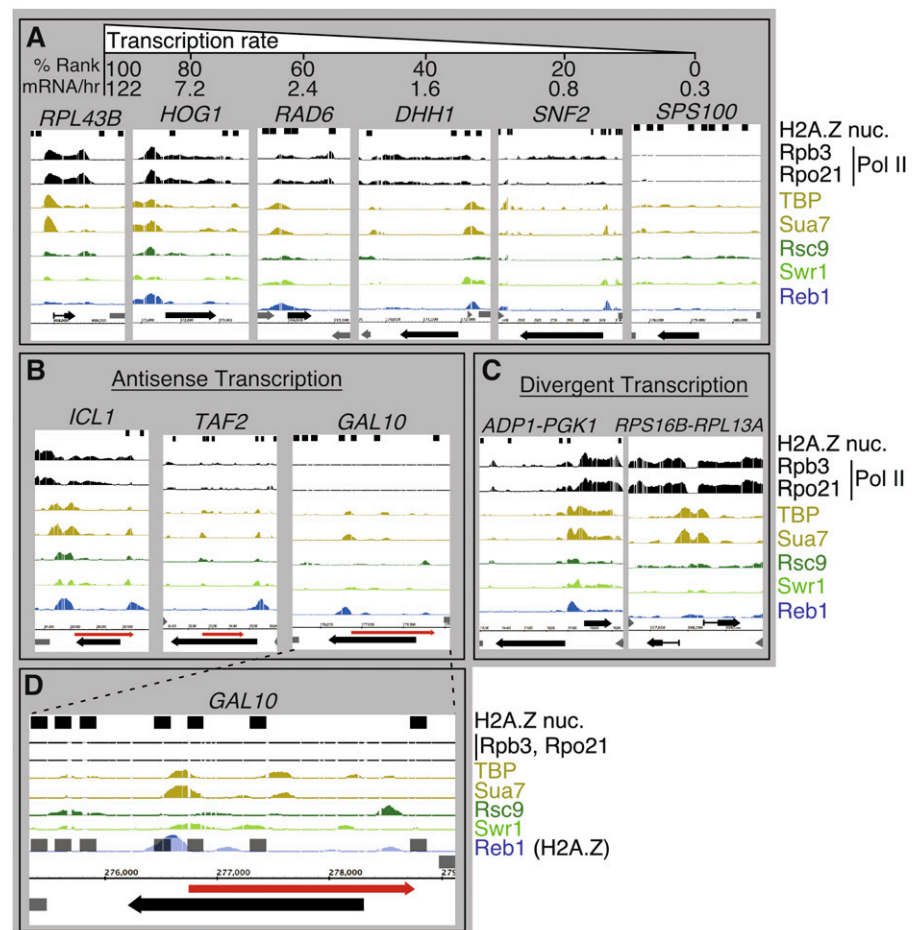 A
Transcription rate
% Rank 100 80 60 40 20 0
mRNA/hr 122 7.2 2.4 1.6 0.8 0.3
RPL43B HOG1 RAD6 DHH1 SNF2 SPS100
H2A.Z nuc.
Rpb3
Rpo21
Pol II
TBP
Sua7
Rsc9
Swr1
Reb1
B
Antisense Transcription
ICL1 TAF2 GAL10
C
Divergent Transcription
ADP1-PGK1 RPS16B-RPL13A
H2A.Z nuc.
Rpb3
Rpo21
Pol II
TBP
Sua7
Rsc9
Swr1
Reb1
D
GAL10
H2A.Z nuc.
Rpb3, Rpo21
TBP
Sua7
Rsc9
Swr1
Reb1 (H2A.Z)
276,000 277,000 278,000 279